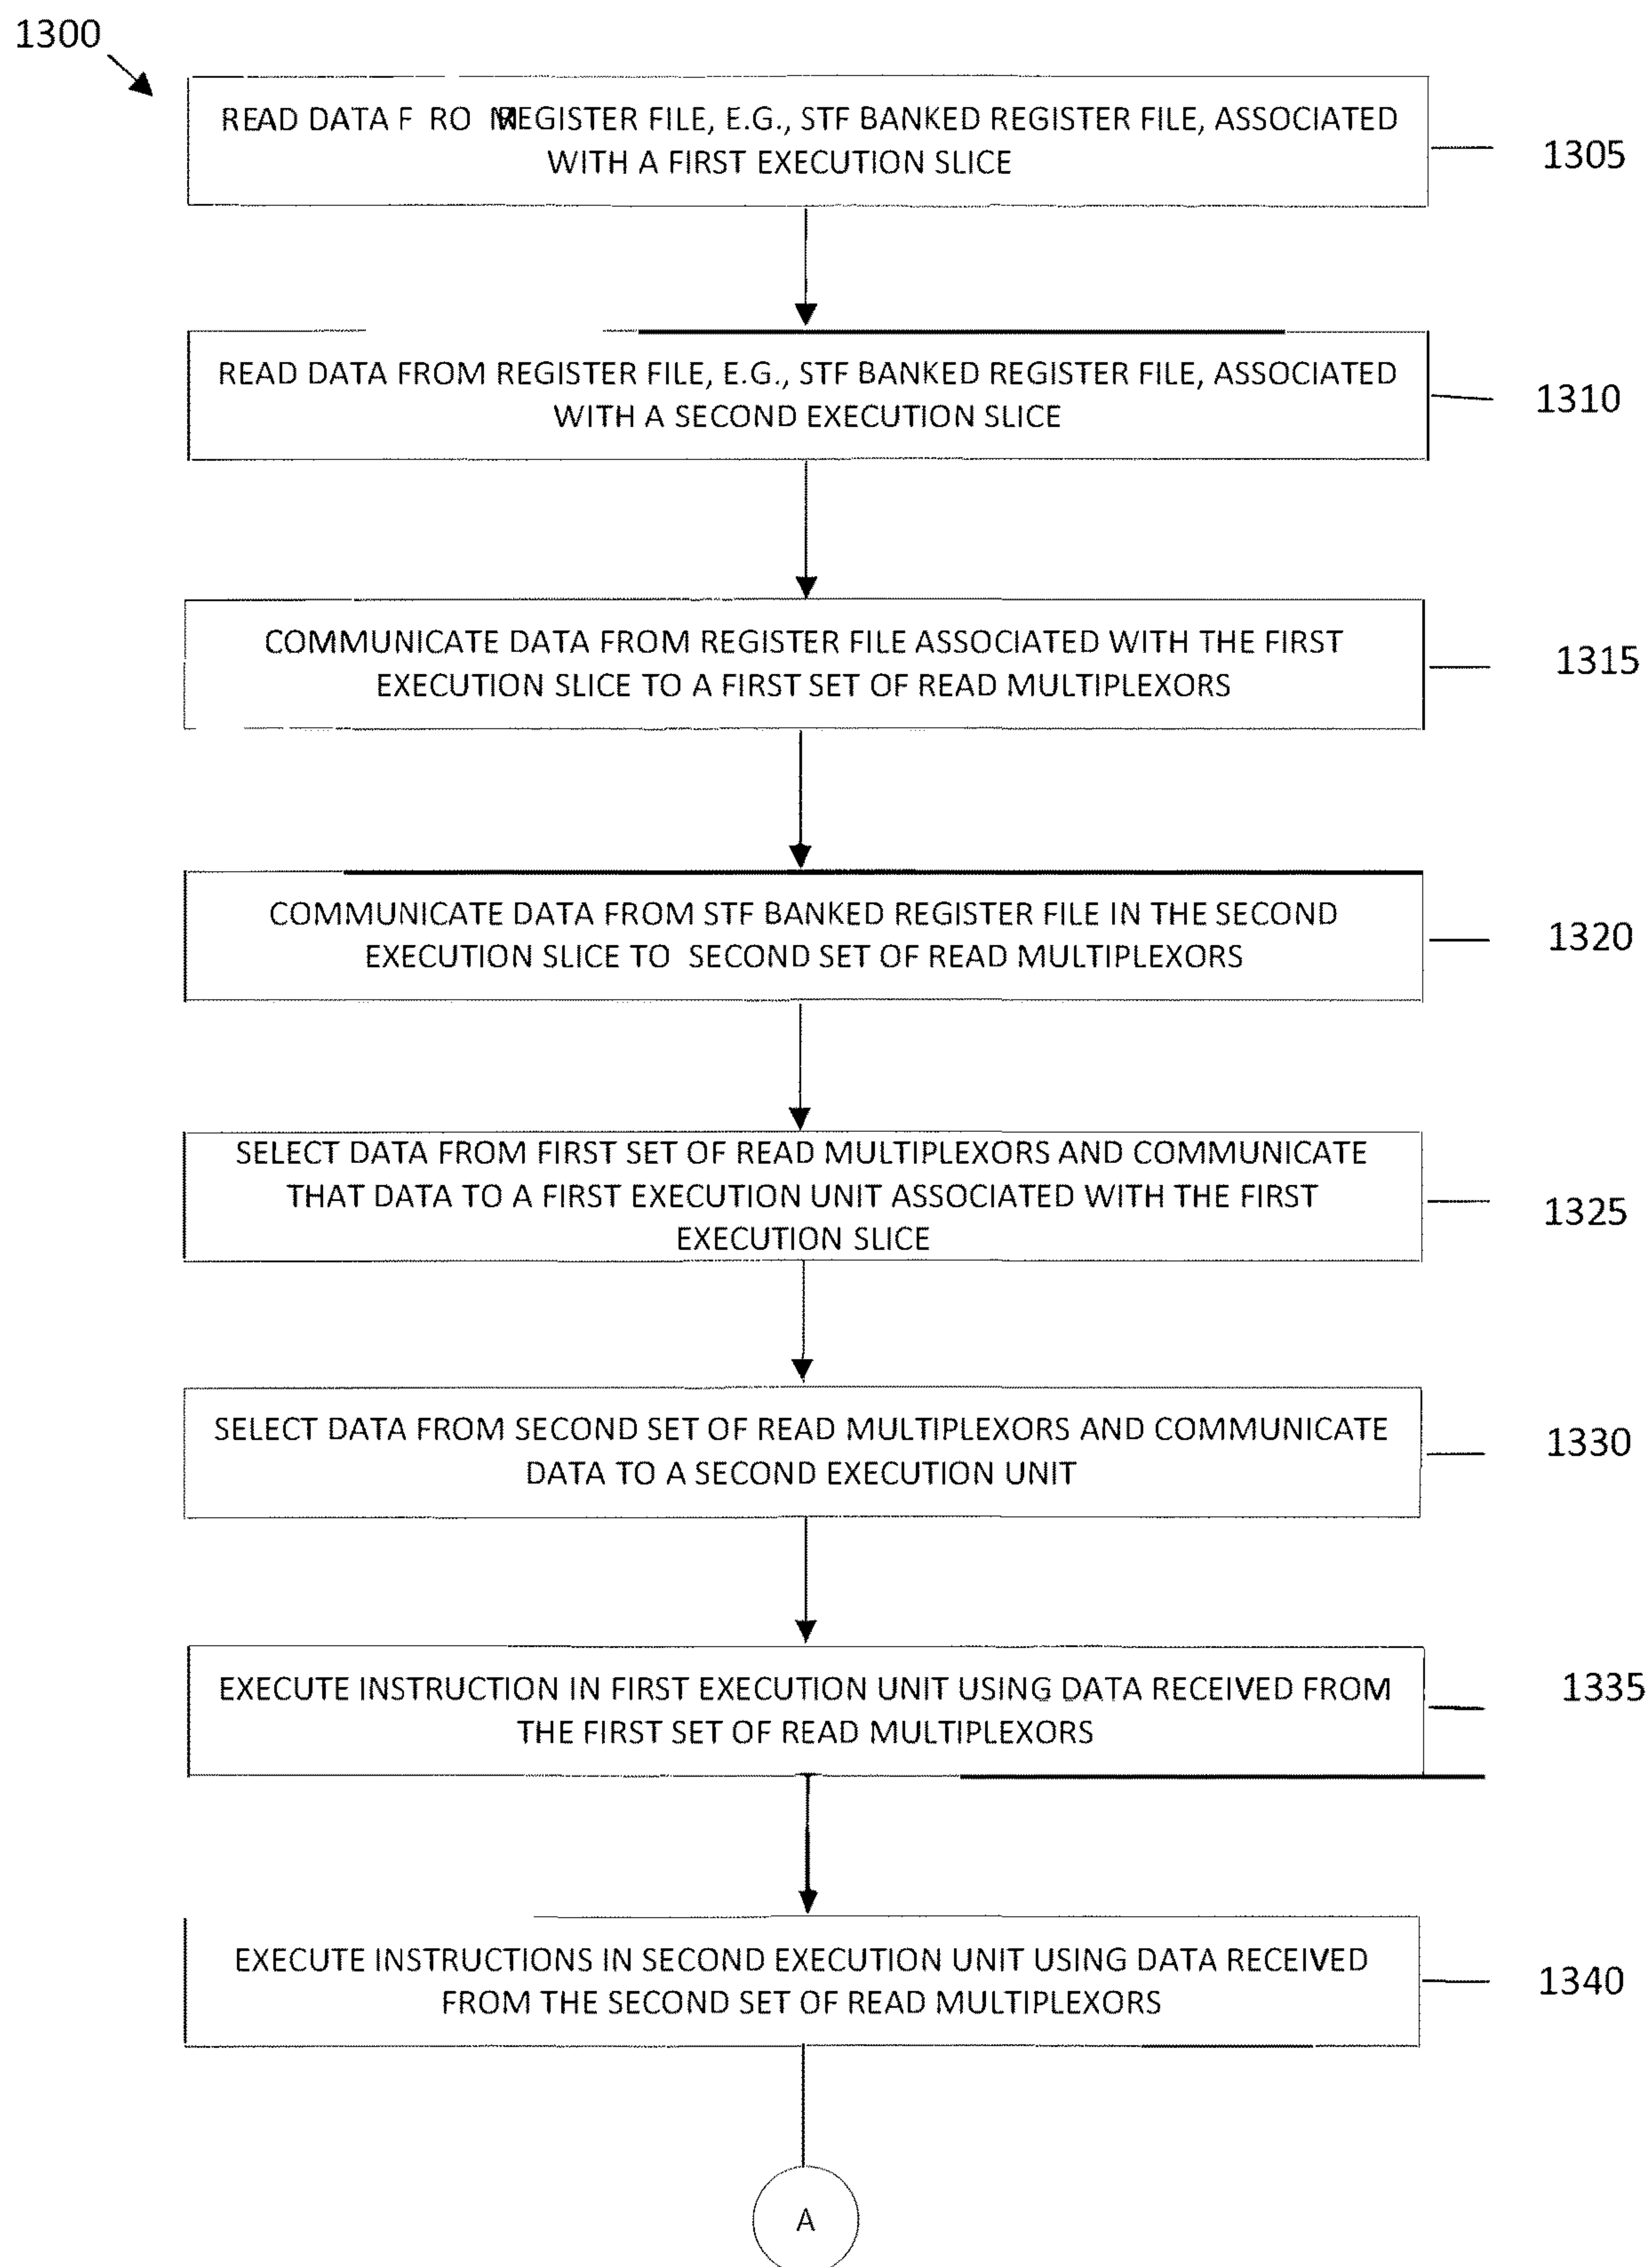 1300
READ DATA F RO M REGISTER FILE, E.G., STF BANKED REGISTER FILE, ASSOCIATED
WITH A FIRST EXECUTION SLICE
1305
READ DATA FROM REGISTER FILE, E.G., STF BANKED REGISTER FILE, ASSOCIATED
WITH A SECOND EXECUTION SLICE
1310
COMMUNICATE DATA FROM REGISTER FILE ASSOCIATED WITH THE FIRST
EXECUTION SLICE TO A FIRST SET OF READ MULTIPLEXORS
1315
COMMUNICATE DATA FROM STF BANKED REGISTER FILE IN THE SECOND
EXECUTION SLICE TO SECOND SET OF READ MULTIPLEXORS
1320
SELECT DATA FROM FIRST SET OF READ MULTIPLEXORS AND COMMUNICATE
THAT DATA TO A FIRST EXECUTION UNIT ASSOCIATED WITH THE FIRST
EXECUTION SLICE
1325
SELECT DATA FROM SECOND SET OF READ MULTIPLEXORS AND COMMUNICATE
DATA TO A SECOND EXECUTION UNIT
1330
EXECUTE INSTRUCTION IN FIRST EXECUTION UNIT USING DATA RECEIVED FROM
THE FIRST SET OF READ MULTIPLEXORS
1335
EXECUTE INSTRUCTIONS IN SECOND EXECUTION UNIT USING DATA RECEIVED
FROM THE SECOND SET OF READ MULTIPLEXORS
1340
A